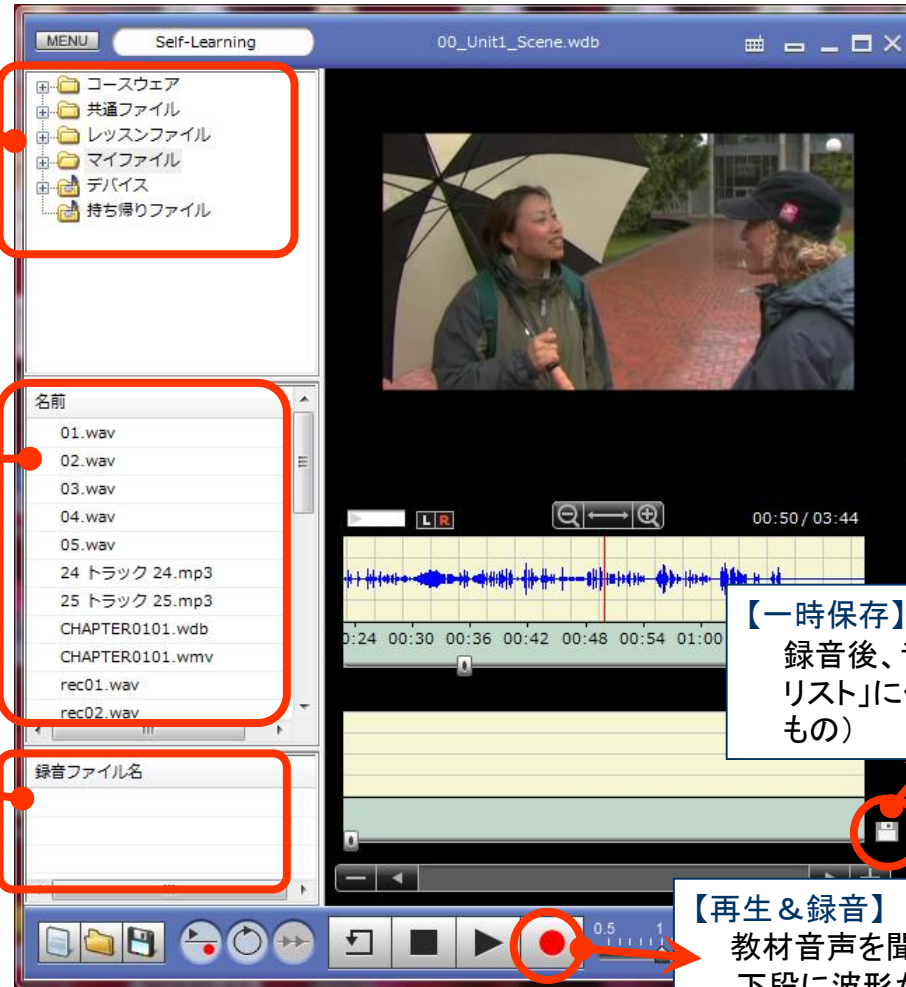 MENU Self-Learning 00_Unit1_Scene.wdb
コースウェア
共通ファイル
レッスンファイル
マイファイル
デバイス
持ち帰りファイル
名前
01.wav
02.wav
03.wav
04.wav
05.wav
24 トラック 24.mp3
25 トラック 25.mp3
CHAPTER0101.wdb
CHAPTER0101.wmv
rec01.wav
rec02.wav
録音ファイル名
L R 00:50 / 03:44
0:24 00:30 00:36 00:42 00:48 00:54 01:00
【一時保存】
録音後、
リスト」に
もの）
0.5 1
【再生＆録音】
教材音声を聞
下段に波形が